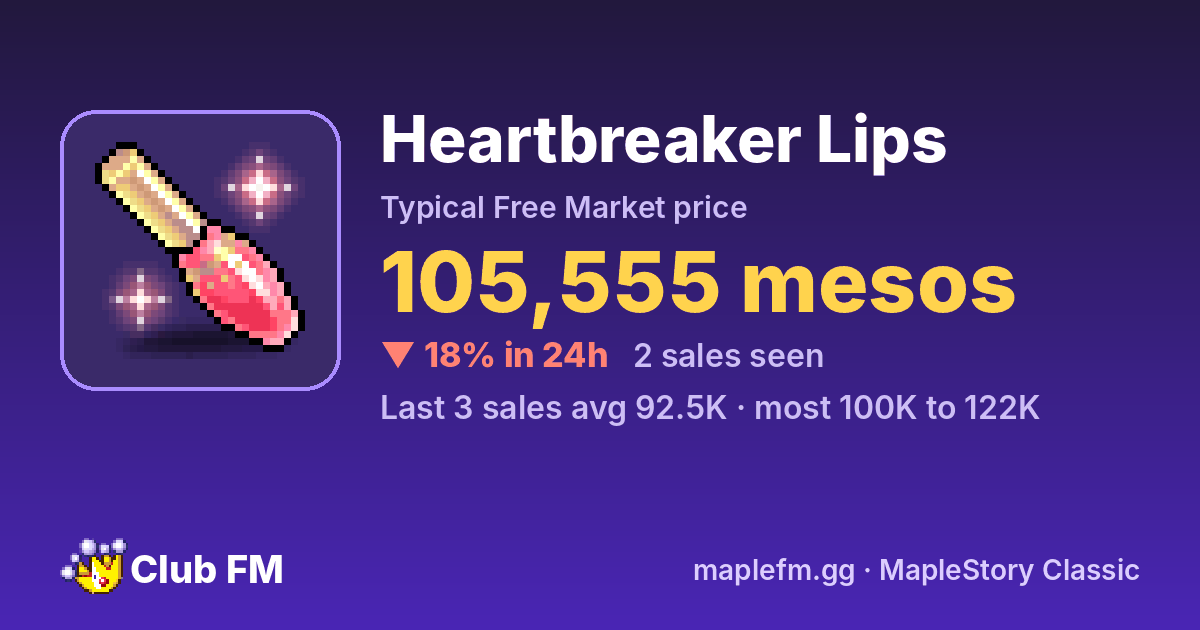 Heartbreaker Lips
Typical Free Market price
105,555 mesos
▼ 18% in 24h 2 sales seen
Last 3 sales avg 92.5K · most 100K to 122K
Club FM
maplefm.gg · MapleStory Classic